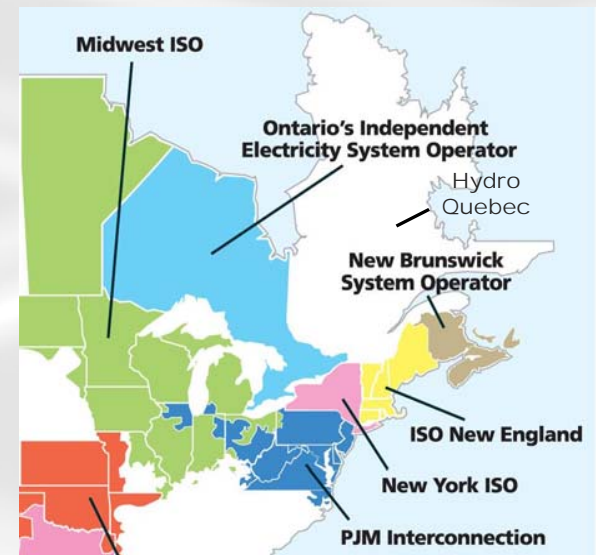 Midwest ISO
Ontario's Independent
Electricity System Operator
Hydro
Quebec
New Brunswick
System Operator
ISO New England
New York ISO
PJM Interconnection